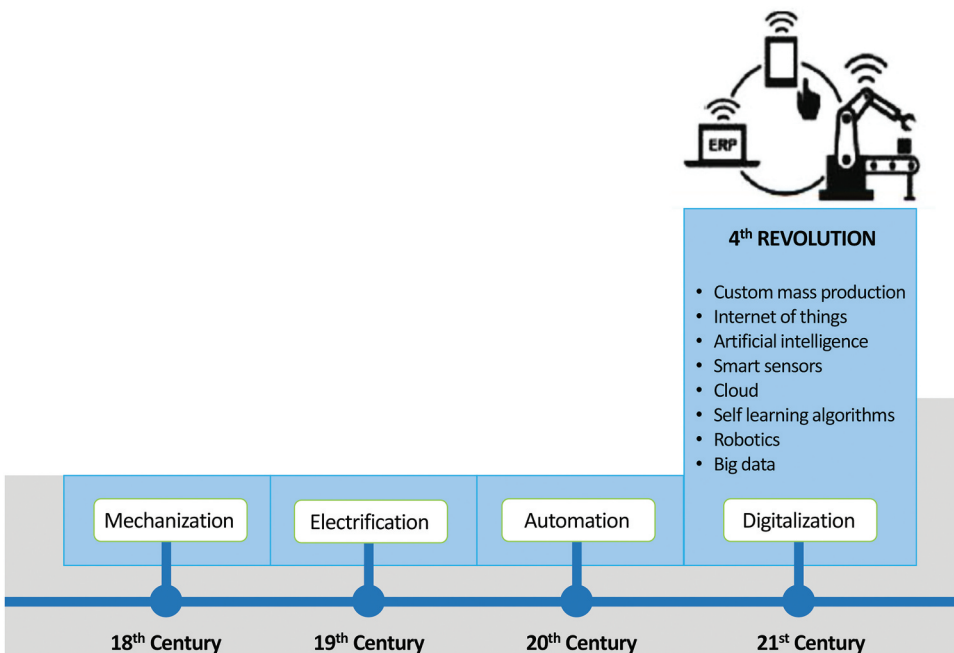 ERP
4th REVOLUTION
• Custom mass production
• Internet of things
• Artificial intelligence
• Smart sensors
• Cloud
• Self learning algorithms
• Robotics
• Big data
Mechanization
Electrification
Automation
Digitalization
18th Century
19th Century
20th Century
21st Century